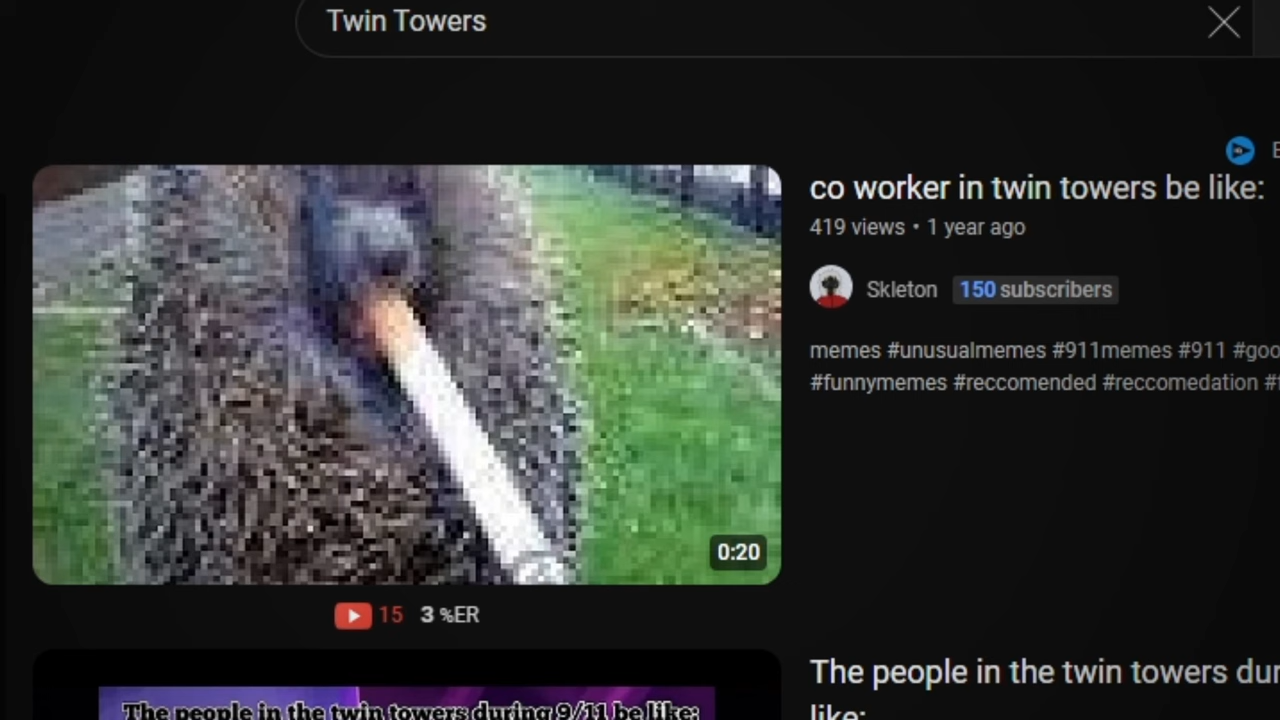 Twin Towers
E
co worker in twin towers be like:
419 views • 1 year ago
Skleton 150 subscribers
memes #unusualmemes #911memes #911 #goo
#funnymemes #reccomended #reccomedation #f
0:20
15 3 %ER
The people in the twin towers dur
like:
The people in the twin towers during 9/11 be like: